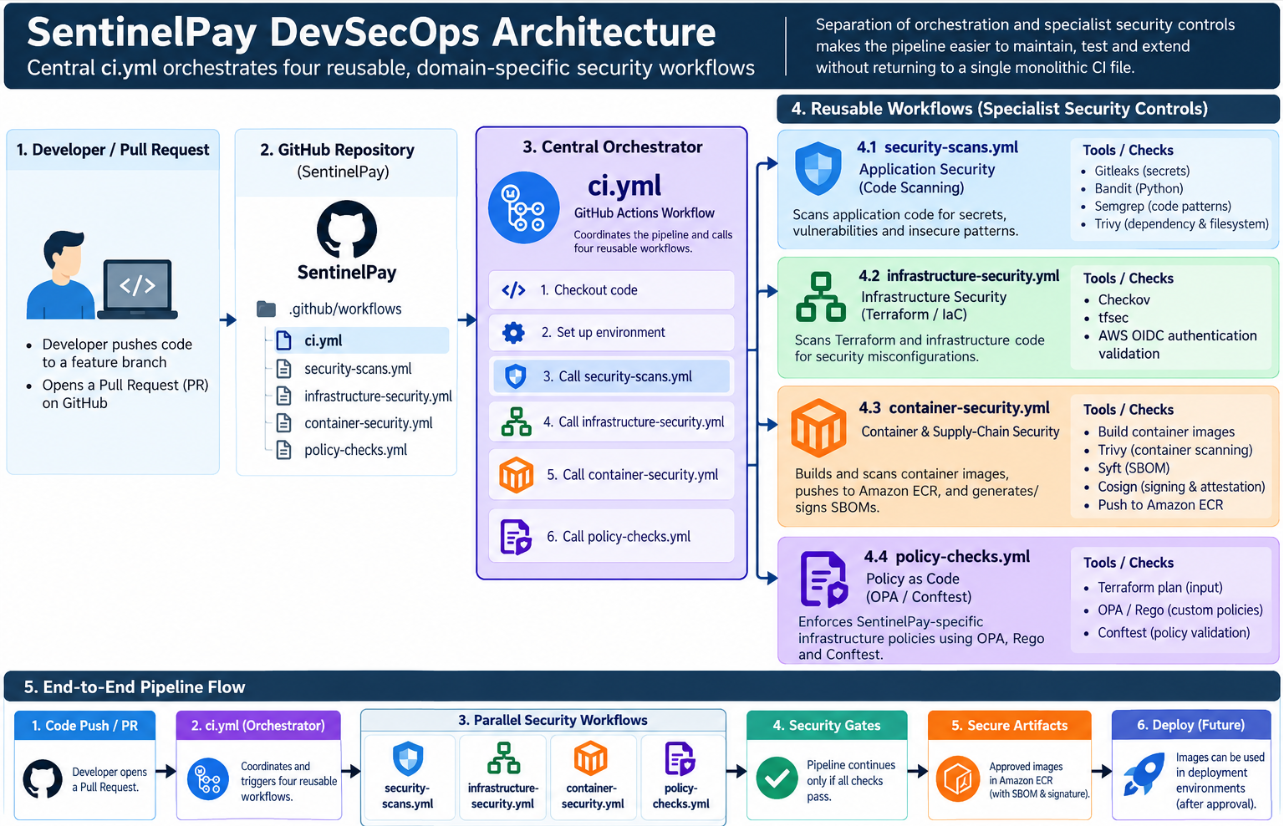 SentinelPay DevSecOps Architecture
Central ci.yml orchestrates four reusable, domain-specific security workflows
Separation of orchestration and specialist security controls
makes the pipeline easier to maintain, test and extend
without returning to a single monolithic CI file.
1. Developer / Pull Request
</>
• Developer pushes code
to a feature branch
• Opens a Pull Request (PR)
on GitHub
2. GitHub Repository
(SentinelPay)
SentinelPay
.github/workflows
ci.yml
security-scans.yml
infrastructure-security.yml
container-security.yml
policy-checks.yml
3. Central Orchestrator
ci.yml
GitHub Actions Workflow
Coordinates the pipeline and calls
four reusable workflows.
</> 1. Checkout code
2. Set up environment
3. Call security-scans.yml
4. Call infrastructure-security.yml
5. Call container-security.yml
6. Call policy-checks.yml
4. Reusable Workflows (Specialist Security Controls)
4.1 security-scans.yml
Application Security
(Code Scanning)
Scans application code for secrets,
vulnerabilities and insecure patterns.
Tools / Checks
• Gitleaks (secrets)
• Bandit (Python)
• Semgrep (code patterns)
• Trivy (dependency & filesystem)
4.2 infrastructure-security.yml
Infrastructure Security
(Terraform / IaC)
Scans Terraform and infrastructure code
for security misconfigurations.
Tools / Checks
• Checkov
• tfsec
• AWS OIDC authentication
validation
4.3 container-security.yml
Container & Supply-Chain Security
Builds and scans container images,
pushes to Amazon ECR, and generates/
signs SBOMs.
Tools / Checks
• Build container images
• Trivy (container scanning)
• Syft (SBOM)
• Cosign (signing & attestation)
• Push to Amazon ECR
4.4 policy-checks.yml
Policy as Code
(OPA / Conftest)
Enforces SentinelPay-specific
infrastructure policies using OPA, Rego
and Conftest.
Tools / Checks
• Terraform plan (input)
• OPA / Rego (custom policies)
• Conftest (policy validation)
5. End-to-End Pipeline Flow
1. Code Push / PR
Developer opens
a Pull Request.
2. ci.yml (Orchestrator)
Coordinates and
triggers four reusable
workflows.
3. Parallel Security Workflows
security-
scans.yml
infrastructure-
security.yml
container-
security.yml
policy-
checks.yml
4. Security Gates
Pipeline continues
only if all checks
pass.
5. Secure Artifacts
Approved images
in Amazon ECR
(with SBOM & signature).
6. Deploy (Future)
Images can be used
in deployment
environments
(after approval).